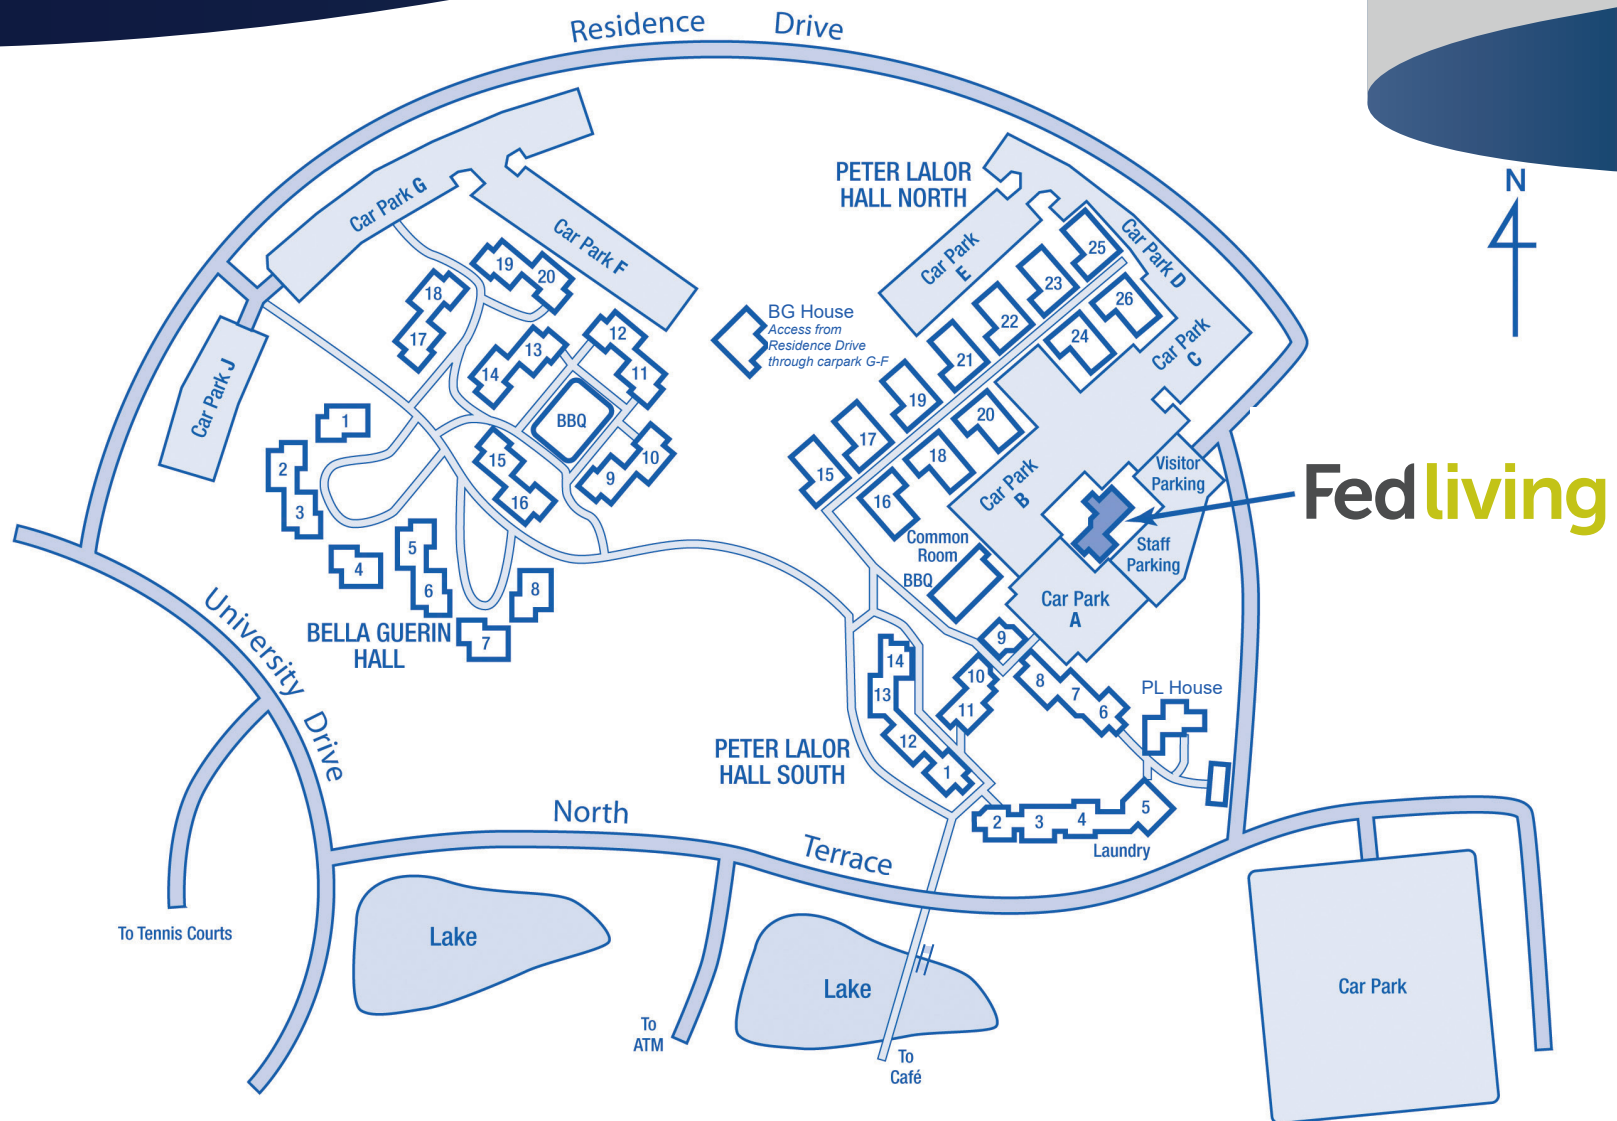 Residence Drive
N
PETER LALOR
HALL NORTH
Car Park G
Car Park F
Car Park
E
Car Park D
Car Park
C
25
23
26
22
24
21
19
20
17
18
15
16
19
20
18
17
12
11
13
14
BBQ
10
9
15
16
BG House
Access from
Residence Drive
through carpark G-F
Car Park J
1
2
3
4
5
6
7
8
BELLA GUERIN
HALL
Car Park
B
Visitor
Parking
Fedliving
Staff
Parking
Common
Room
BBQ
Car Park
A
University Drive
9
14
10
8
13
7
11
6
12
1
PL House
PETER LALOR
HALL SOUTH
2
3
4
5
Laundry
North Terrace
To Tennis Courts
Lake
Lake
Car Park
To
ATM
To
Café